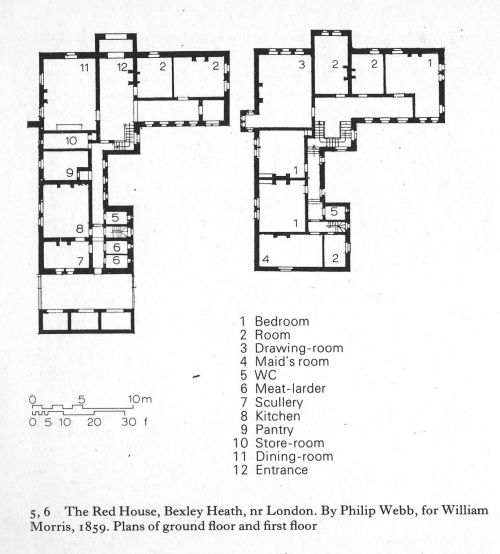 11
12
2
2
10
9
8
7
5
6
6
3
2
2
1
1
1
5
4
2
1 Bedroom
2 Room
3 Drawing-room
4 Maid's room
5 WC
6 Meat-larder
7 Scullery
8 Kitchen
9 Pantry
10 Store-room
11 Dining-room
12 Entrance
0 5 10m
0 5 10 20 30 f
5, 6 The Red House, Bexley Heath, nr London. By Philip Webb, for William
Morris, 1859. Plans of ground floor and first floor